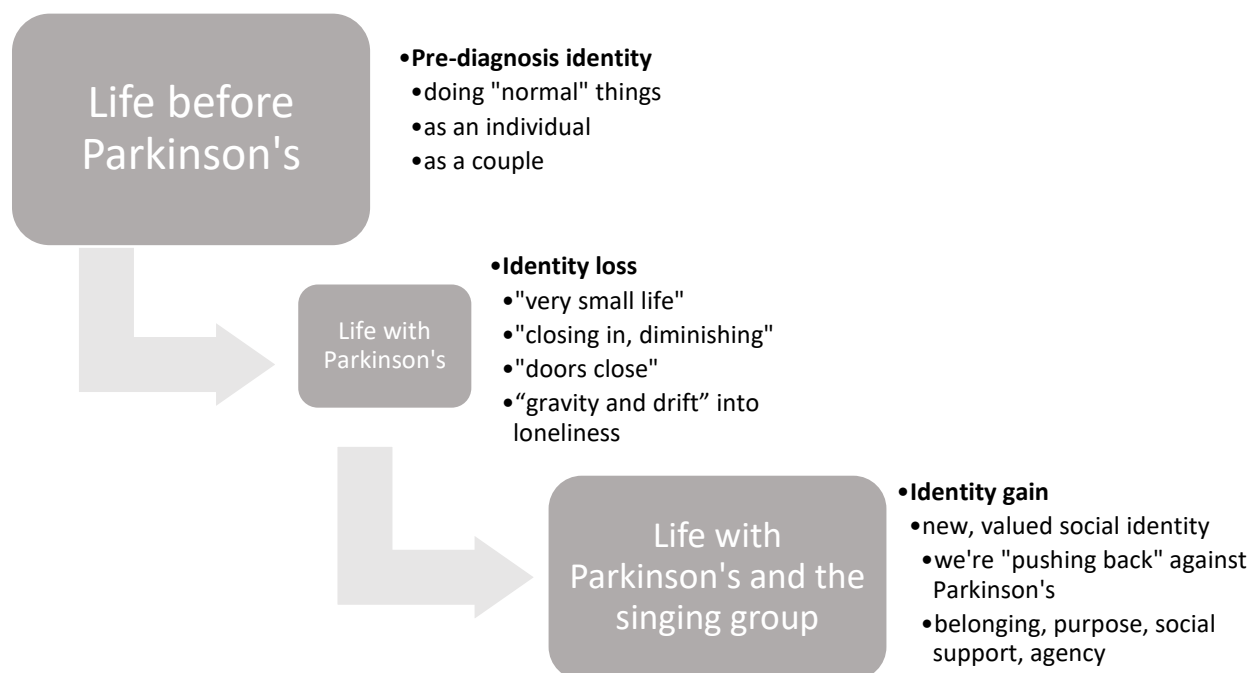 Life before
Parkinson's
•Pre-diagnosis identity
•doing "normal" things
•as an individual
•as a couple
Life with
Parkinson's
•Identity loss
•"very small life"
•"closing in, diminishing"
•"doors close"
•“gravity and drift” into
loneliness
Life with
Parkinson's and the
singing group
•Identity gain
•new, valued social identity
•we're "pushing back" against
Parkinson's
•belonging, purpose, social
support, agency